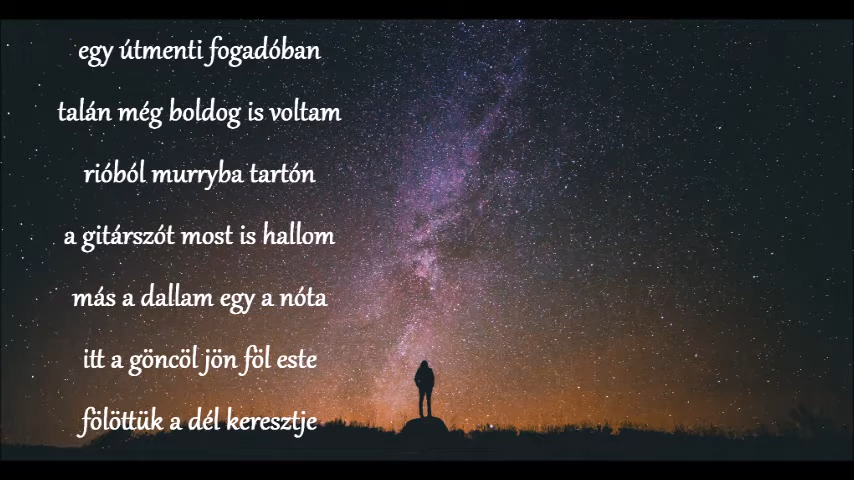 egy útmenti fogadóban
talán még boldog is voltam
rióból murryba tartón
a gitárszót most is hallom
más a dallam egy a nóta
itt a göncöl jön föl este
fölöttük a dél keresztje